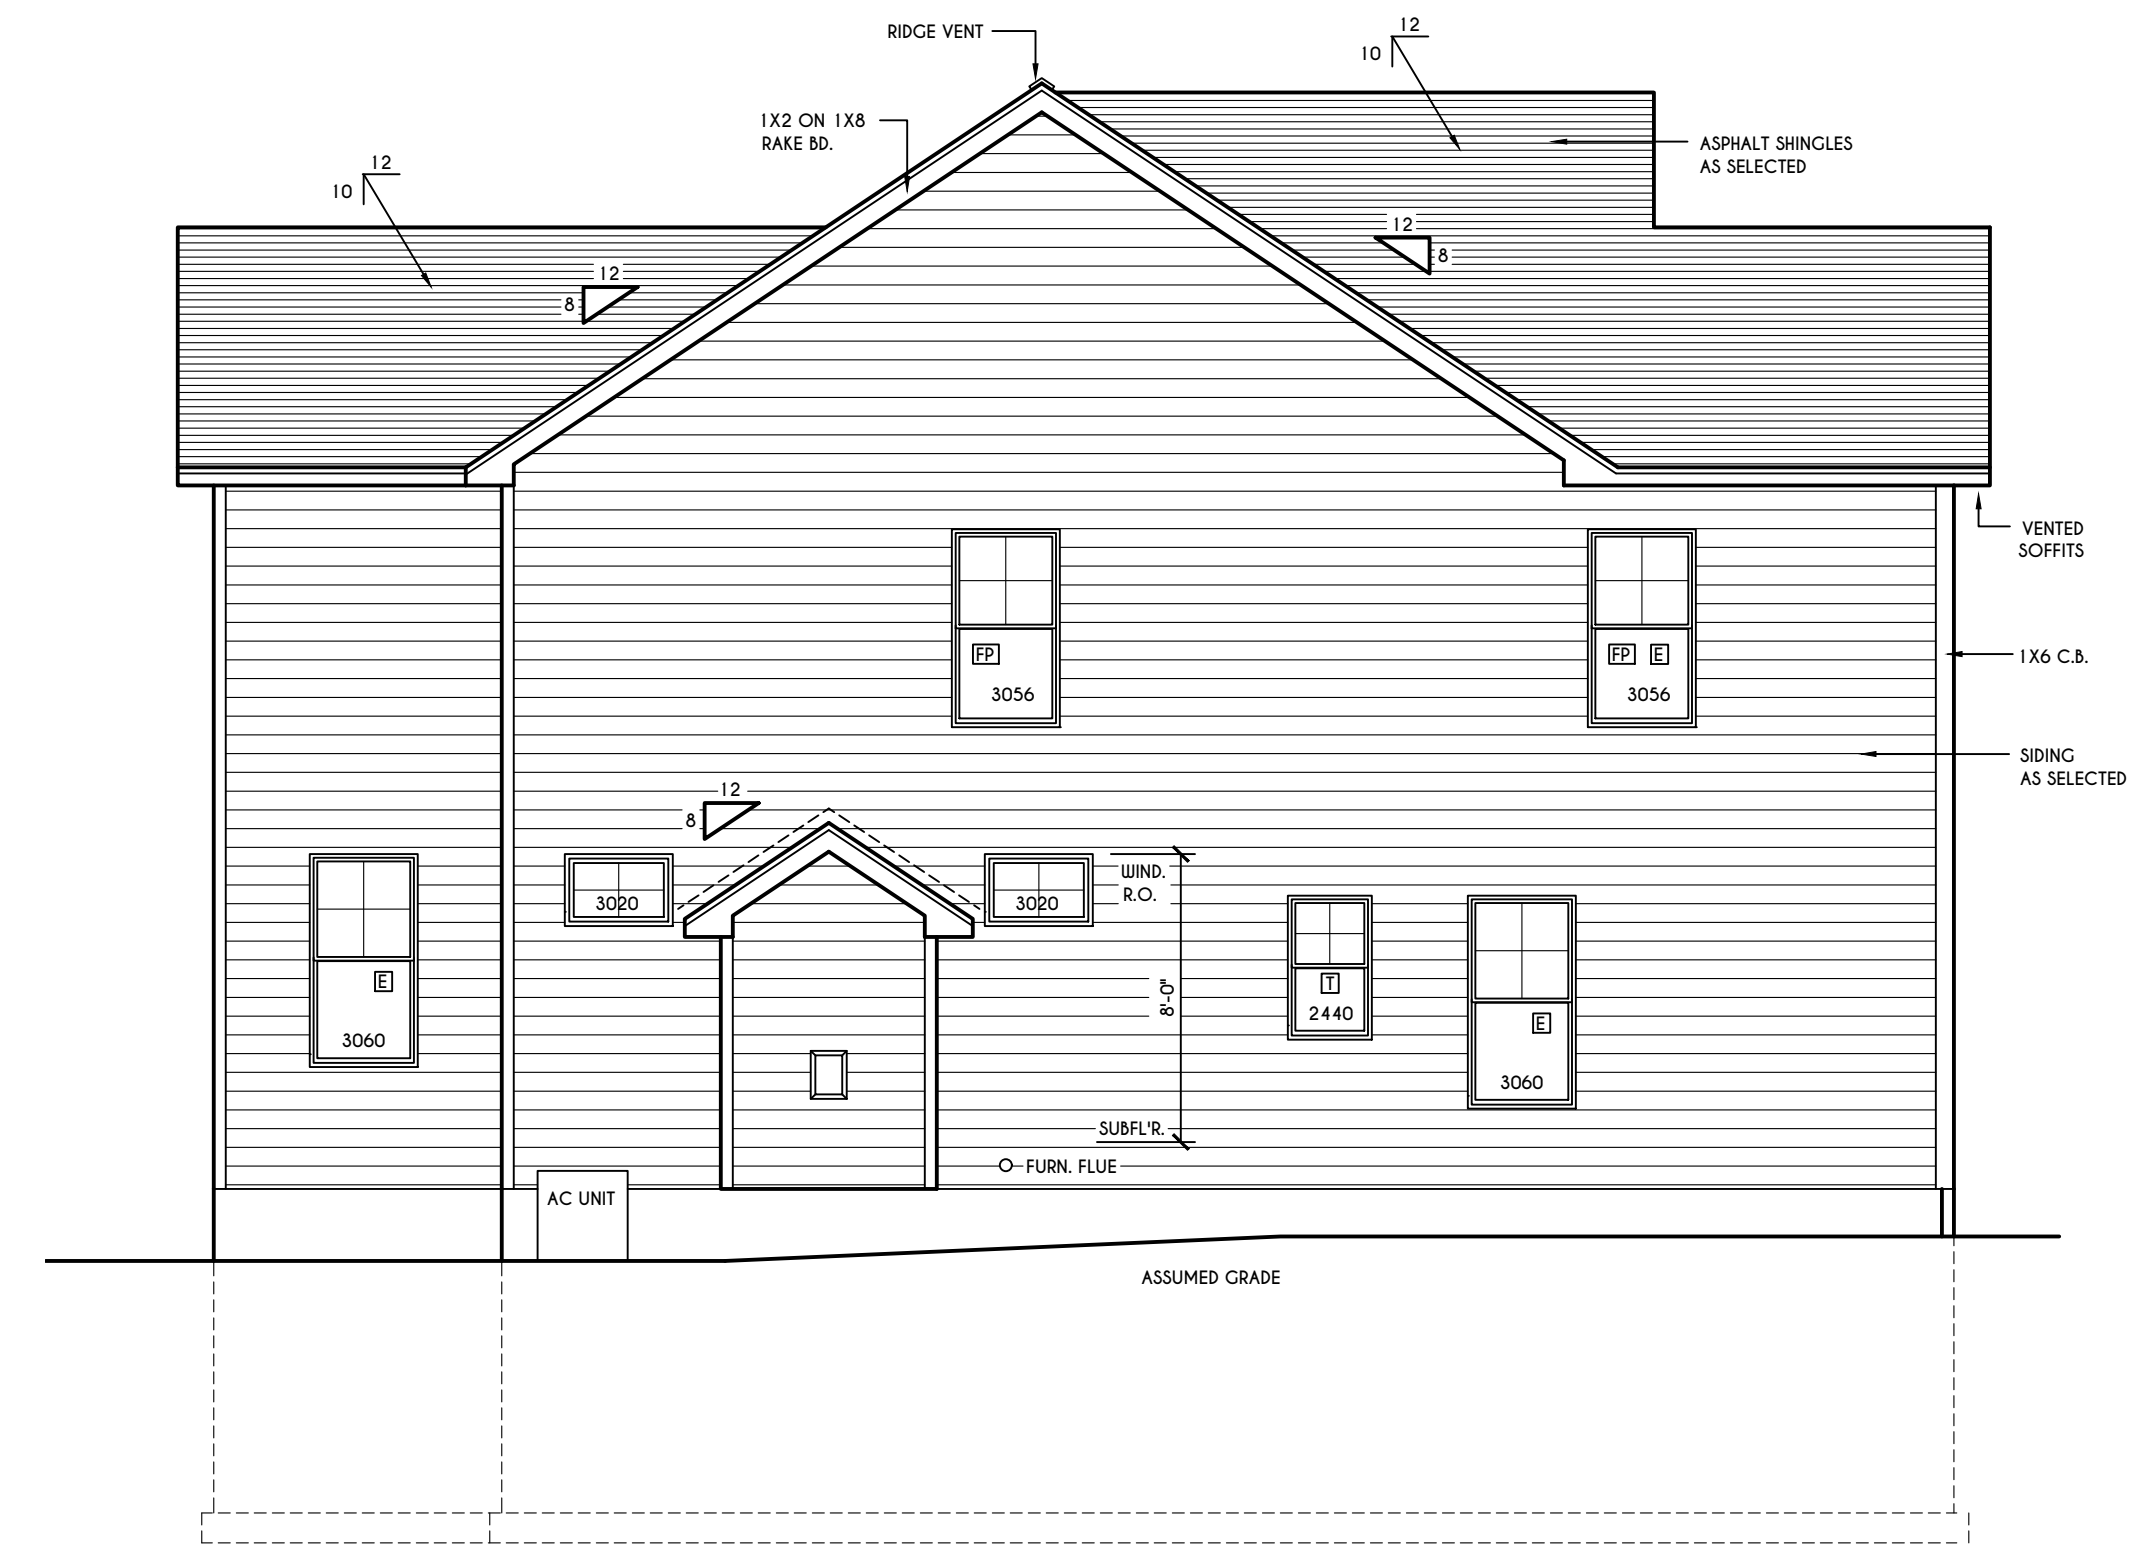 RIDGE VENT
12
10
1X2 ON 1X8
RAKE BD.
ASPHALT SHINGLES
AS SELECTED
12
10
12
8
12
8
VENTED
SOFFITS
FP
3056
FP E
3056
1X6 C.B.
SIDING
AS SELECTED
12
8
3020
3020
WIND.
R.O.
8'-0"
E
3060
T
2440
E
3060
SUBFL'R.
FURN. FLUE
AC UNIT
ASSUMED GRADE